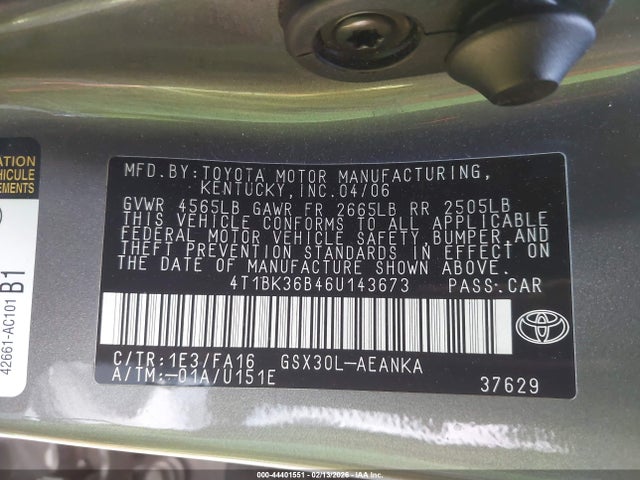 MFD.BY:TOYOTA MOTOR MANUFACTURING,
KENTUCKY,INC.04/06
GVWR 4565LB GAWR FR 2665LB RR 2505LB
THIS VEHICLE CONFORMS TO ALL APPLICABLE
FEDERAL MOTOR VEHICLE SAFETY,BUMPER,AND
THEFT PREVENTION STANDARDS IN EFFECT ON
THE DATE OF MANUFACTURE SHOWN ABOVE.
4T1BK36B46U143673 PASS.CAR
C/TR:1E3/FA16 GSX30L-AEANKA
A/TM:-01A/U151E
37629
ATION
EHICULE
EMENTS
42661-AC101 B1
000-44401551 - 02/13/2026 - IAA Inc.